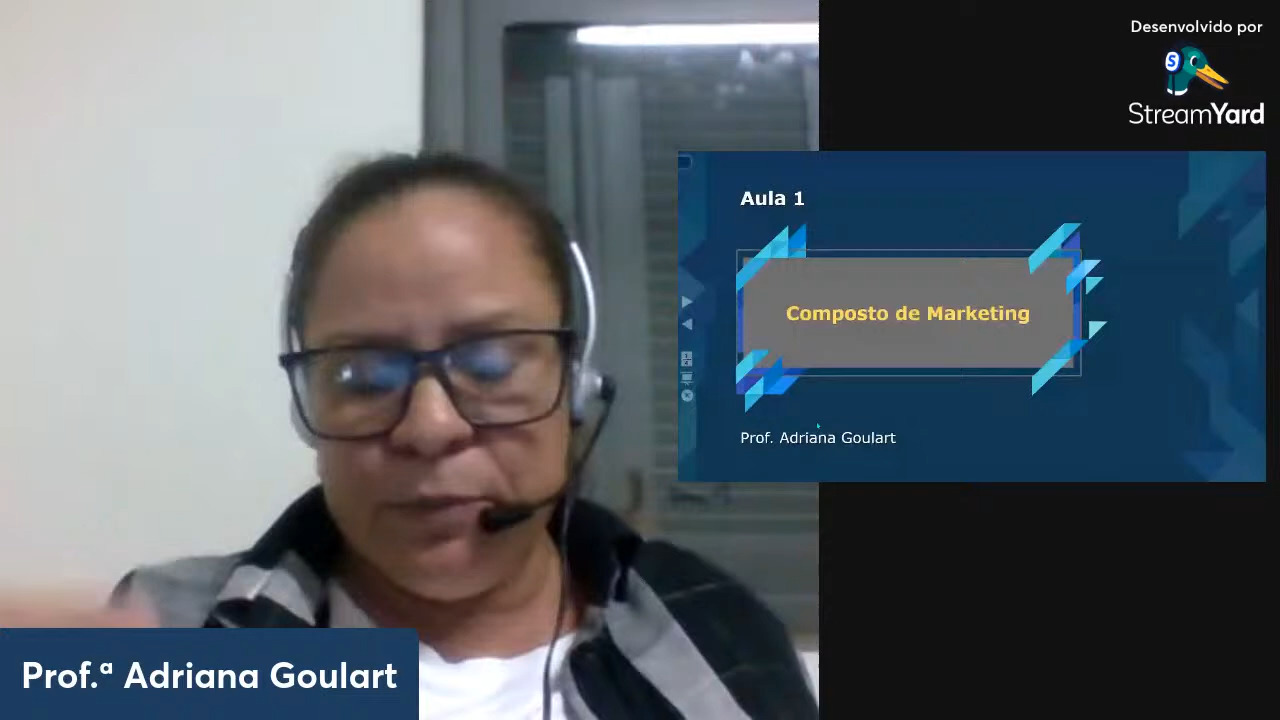 Desenvolvido por
StreamYard
Aula 1
Composto de Marketing
Prof. Adriana Goulart
Prof.ª Adriana Goulart